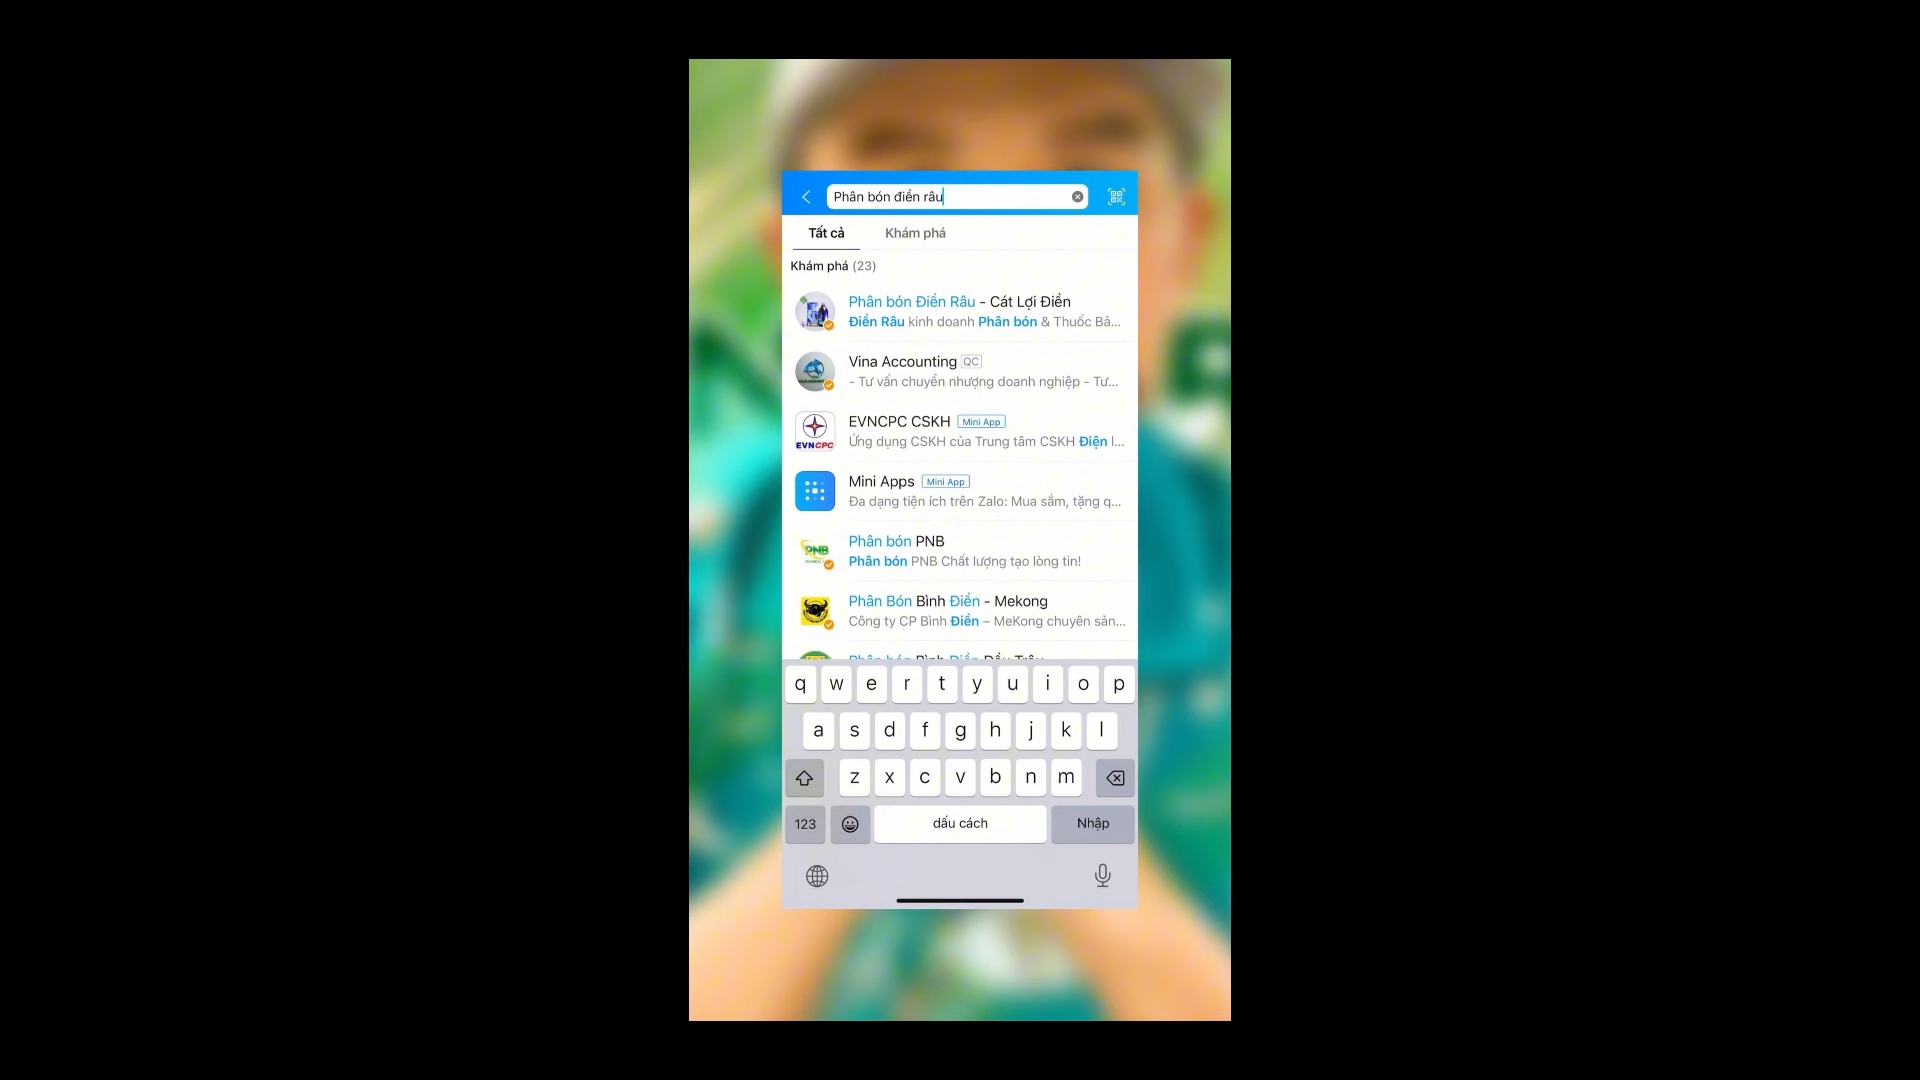 Phân bón điền râu
Tất cả
Khám phá
Khám phá (23)
Phân bón Điền Râu - Cát Lợi Điền
Điền Râu kinh doanh Phân bón & Thuốc Bả...
Vina Accounting QC
- Tư vấn chuyển nhượng doanh nghiệp - Tư...
EVNCPC CSKH Mini App
Ứng dụng CSKH của Trung tâm CSKH Điện l...
EVNCPC
Mini Apps Mini App
Đa dạng tiện ích trên Zalo: Mua sắm, tặng q...
Phân bón PNB
PNB
Phân bón PNB Chất lượng tạo lòng tin!
Phân Bón Bình Điền - Mekong
Công ty CP Bình Điền – MeKong chuyên sản...
q w e r t y u i o p
a s d f g h j k l
z x c v b n m
123 dấu cách Nhập